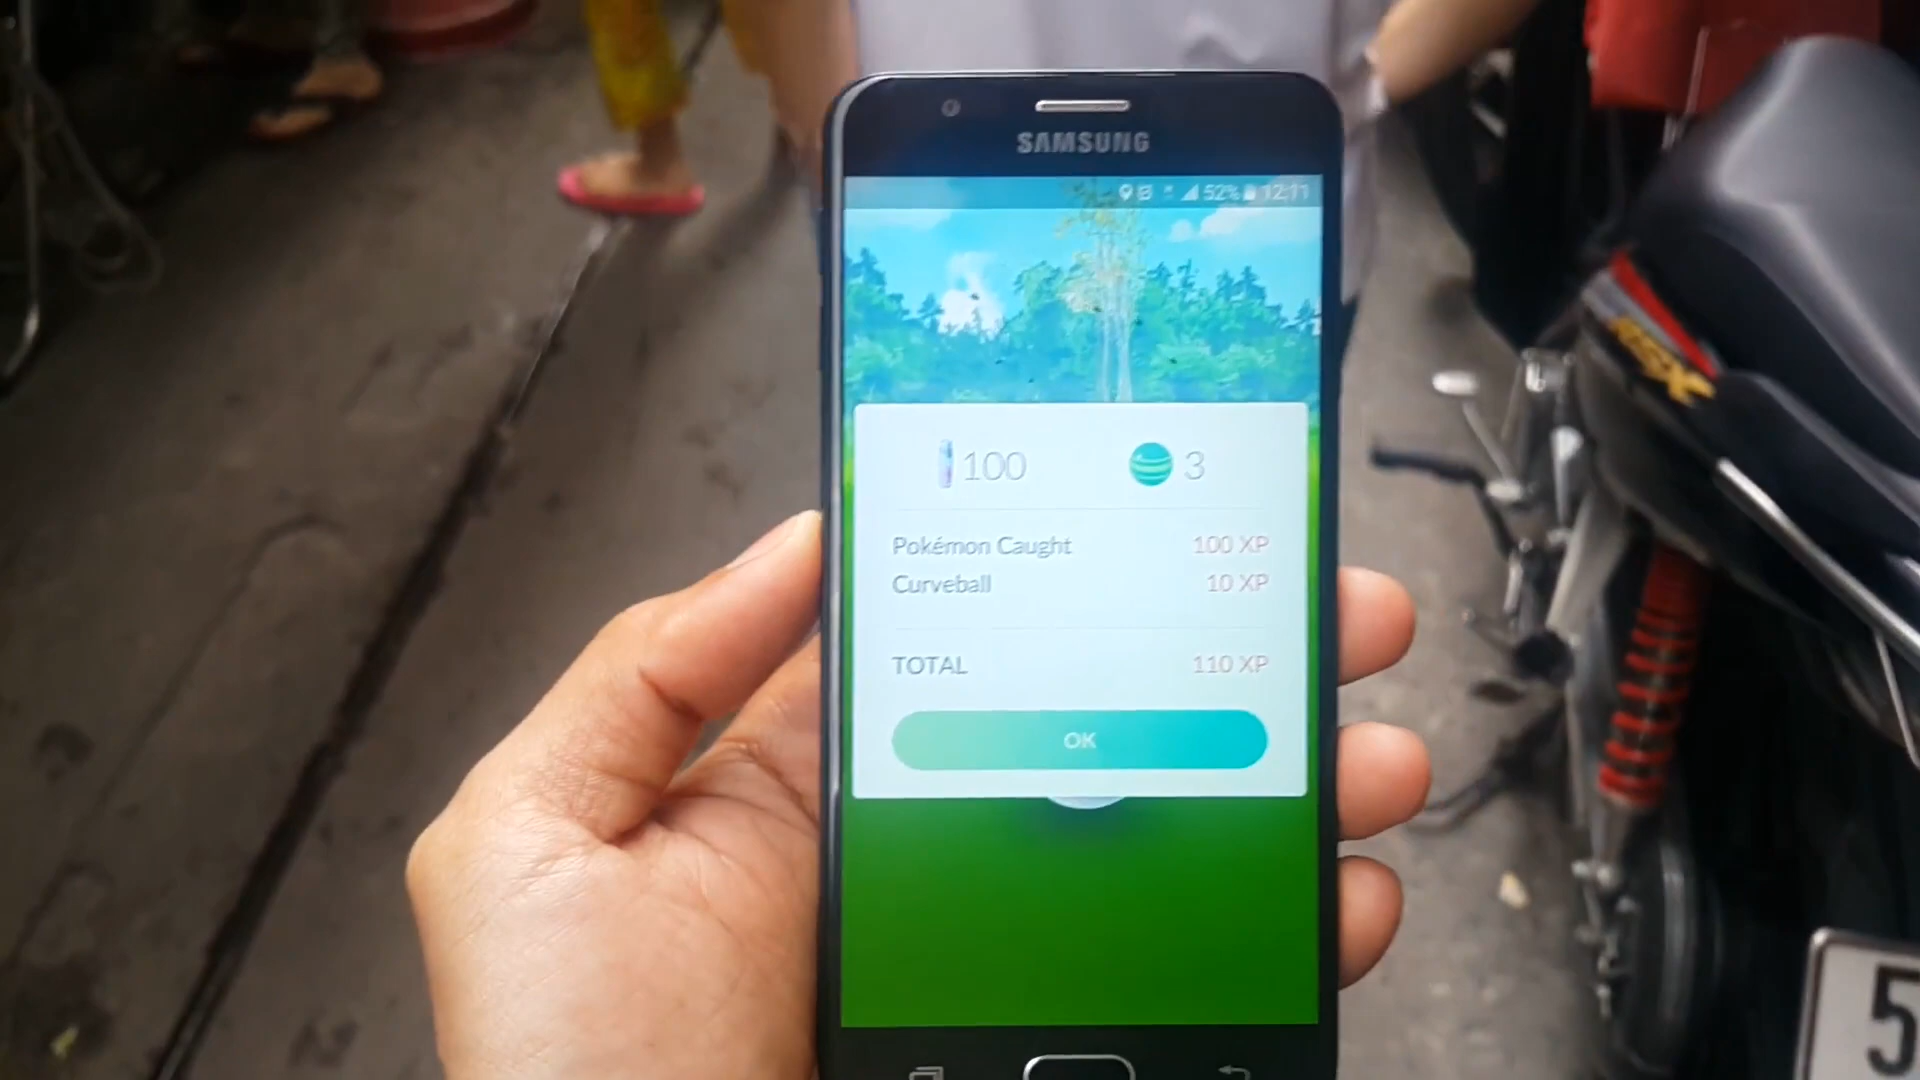 SAMSUNG
52% 12:11
100 3
Pokémon Caught 100 XP
Curveball 10 XP
TOTAL 110 XP
OK
5